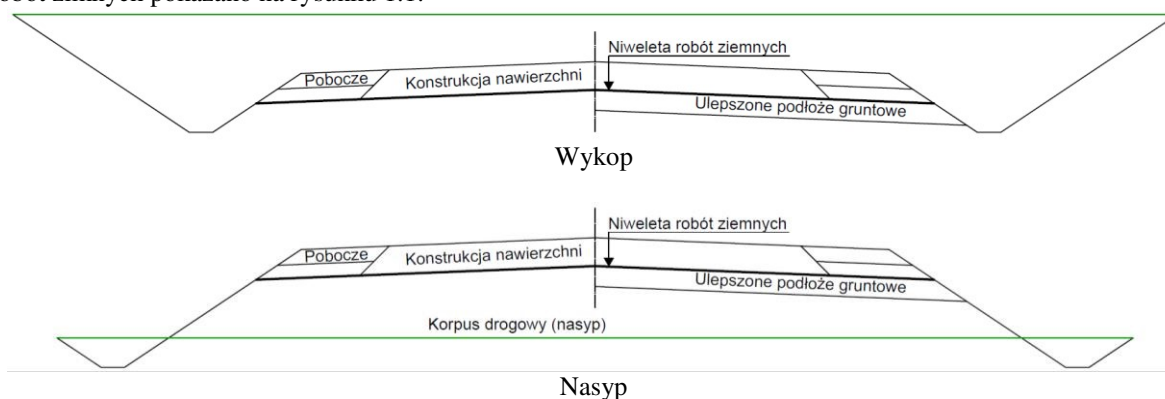 robót ziemnych pokazano na rysunku 1.1.
Niweleta robót ziemnych
Pobocze
Konstrukcja nawierzchni
Ulepszone podłoże gruntowe
Wykop
Niweleta robót ziemnych
Pobocze
Konstrukcja nawierzchni
Ulepszone podłoże gruntowe
Korpus drogowy (nasyp)
Nasyp